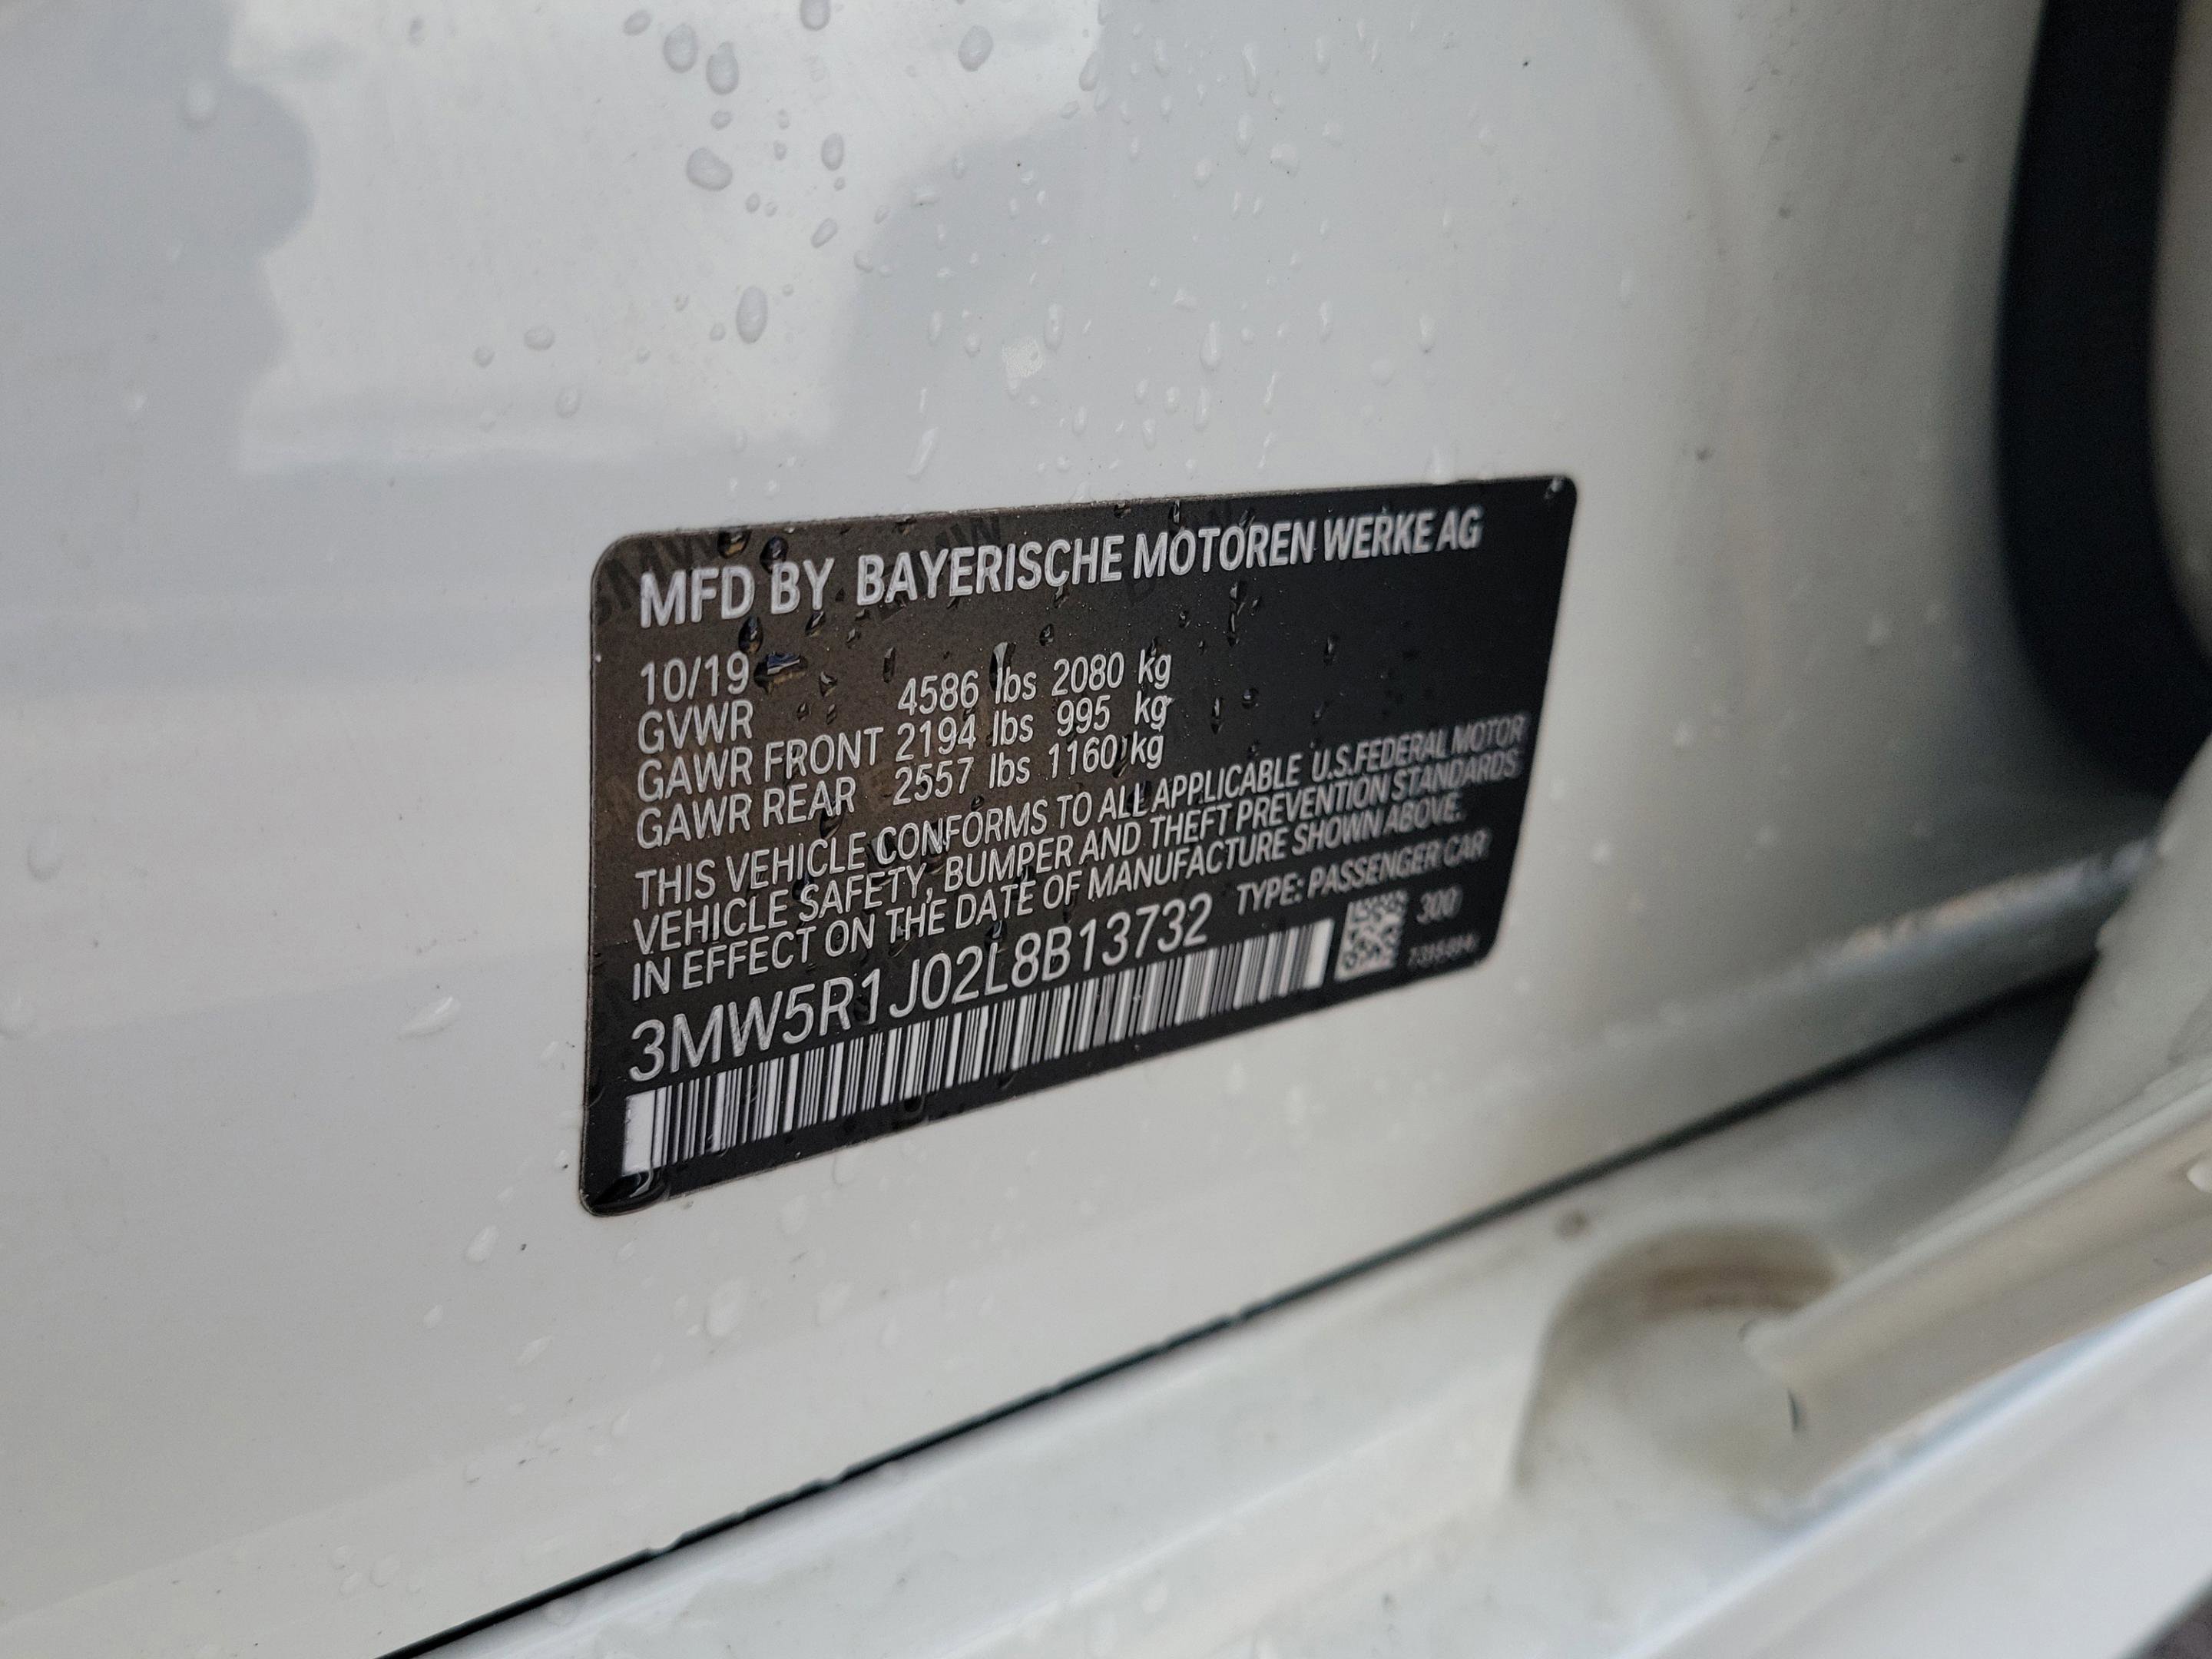 MFD BY BAYERISCHE MOTOREN WERKE AG
10/19
GVWR 4586 lbs 2080 kg
GAWR FRONT 2194 lbs 995 kg
GAWR REAR 2557 lbs 1160 kg
THIS VEHICLE CONFORMS TO ALL APPLICABLE U.S.FEDERAL MOTOR
VEHICLE SAFETY, BUMPER AND THEFT PREVENTION STANDARDS
IN EFFECT ON THE DATE OF MANUFACTURE SHOWN ABOVE.
3MW5R1J02L8B13732 TYPE: PASSENGER CAR
300